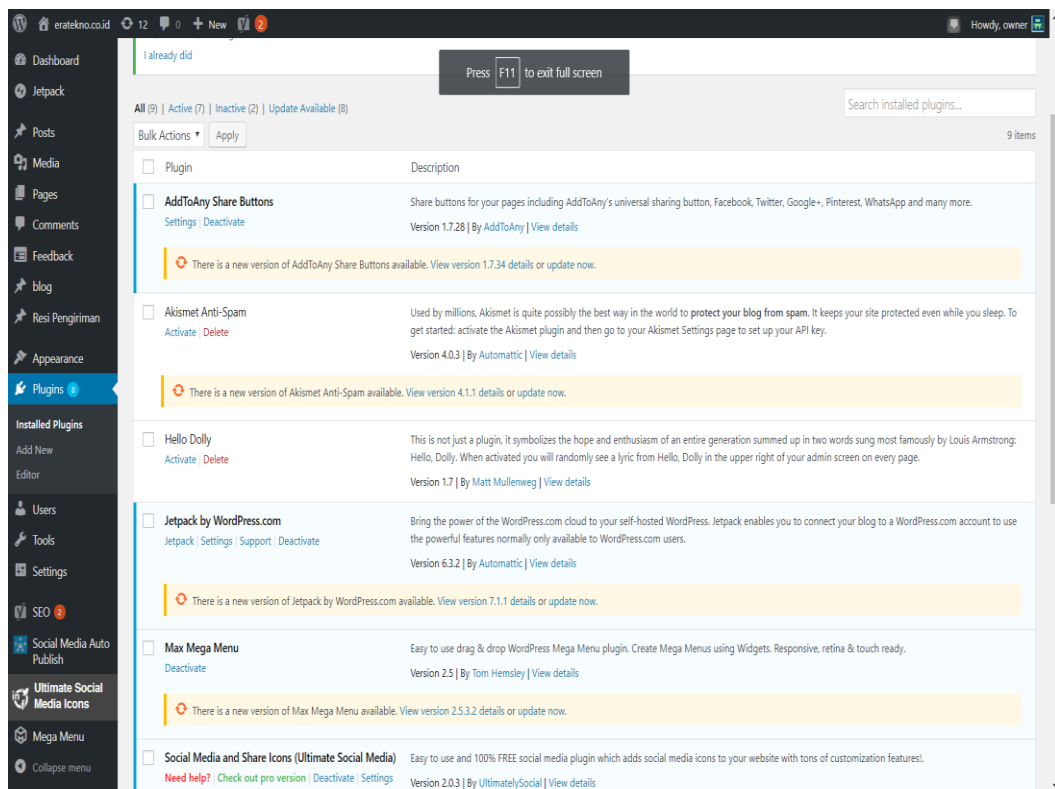 eratekno.co.id 12 0 + New 2 Howdy, owner
Dashboard
Jetpack
Posts
Media
Pages
Comments
Feedback
blog
Resi Pengiriman
Appearance
Plugins 8
Installed Plugins
Add New
Editor
Users
Tools
Settings
SEO 2
Social Media Auto
Publish
Ultimate Social
Media Icons
Mega Menu
Collapse menu
I already did
Press F11 to exit full screen
All (9) | Active (7) | Inactive (2) | Update Available (8)
Search installed plugins...
Bulk Actions Apply
9 items
Plugin Description
AddToAny Share Buttons
Settings | Deactivate
Share buttons for your pages including AddToAny's universal sharing button, Facebook, Twitter, Google+, Pinterest, WhatsApp and many more.
Version 1.7.28 | By AddToAny | View details
There is a new version of AddToAny Share Buttons available. View version 1.7.34 details or update now.
Akismet Anti-Spam
Activate | Delete
Used by millions, Akismet is quite possibly the best way in the world to protect your blog from spam. It keeps your site protected even while you sleep. To
get started: activate the Akismet plugin and then go to your Akismet Settings page to set up your API key.
Version 4.0.3 | By Automattic | View details
There is a new version of Akismet Anti-Spam available. View version 4.1.1 details or update now.
Hello Dolly
Activate | Delete
This is not just a plugin, it symbolizes the hope and enthusiasm of an entire generation summed up in two words sung most famously by Louis Armstrong:
Hello, Dolly. When activated you will randomly see a lyric from Hello, Dolly in the upper right of your admin screen on every page.
Version 1.7 | By Matt Mullenweg | View details
Jetpack by WordPress.com
Jetpack | Settings | Support | Deactivate
Bring the power of the WordPress.com cloud to your self-hosted WordPress. Jetpack enables you to connect your blog to a WordPress.com account to use
the powerful features normally only available to WordPress.com users.
Version 6.3.2 | By Automattic | View details
There is a new version of Jetpack by WordPress.com available. View version 7.1.1 details or update now.
Max Mega Menu
Deactivate
Easy to use drag & drop WordPress Mega Menu plugin. Create Mega Menus using Widgets. Responsive, retina & touch ready.
Version 2.5 | By Tom Hemsley | View details
There is a new version of Max Mega Menu available. View version 2.5.3.2 details or update now.
Social Media and Share Icons (Ultimate Social Media)
Need help? | Check out pro version | Deactivate | Settings
Easy to use and 100% FREE social media plugin which adds social media icons to your website with tons of customization features!.
Version 2.0.3 | By UltimatelySocial | View details